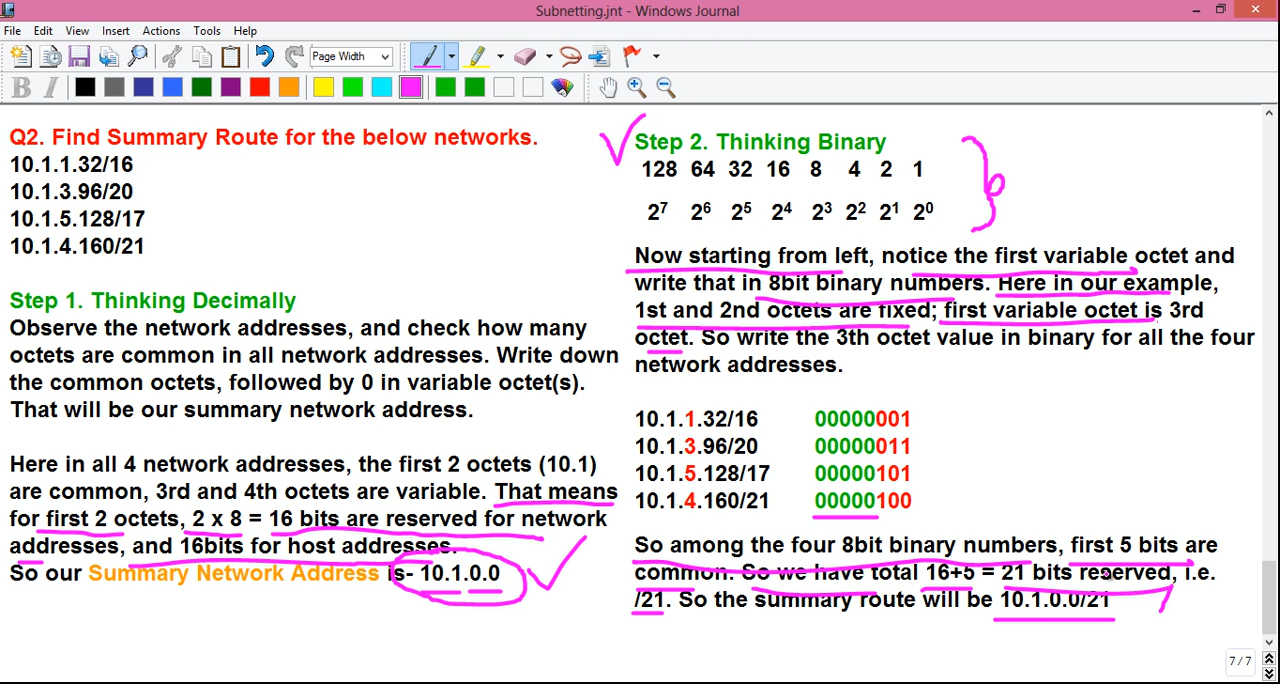 Subnetting.jnt - Windows Journal
File Edit View Insert Actions Tools Help
Page Width
B I
Q2. Find Summary Route for the below networks.
10.1.1.32/16
10.1.3.96/20
10.1.5.128/17
10.1.4.160/21
Step 1. Thinking Decimally
Observe the network addresses, and check how many
octets are common in all network addresses. Write down
the common octets, followed by 0 in variable octet(s).
That will be our summary network address.
Here in all 4 network addresses, the first 2 octets (10.1)
are common, 3rd and 4th octets are variable. That means
for first 2 octets, 2 x 8 = 16 bits are reserved for network
addresses, and 16bits for host addresses.
So our Summary Network Address is- 10.1.0.0
Step 2. Thinking Binary
128 64 32 16 8 4 2 1
2⁷ 2⁶ 2⁵ 2⁴ 2³ 2² 2¹ 2⁰
Now starting from left, notice the first variable octet and
write that in 8bit binary numbers. Here in our example,
1st and 2nd octets are fixed; first variable octet is 3rd
octet. So write the 3th octet value in binary for all the four
network addresses.
10.1.1.32/16 00000001
10.1.3.96/20 00000011
10.1.5.128/17 00000101
10.1.4.160/21 00000100
So among the four 8bit binary numbers, first 5 bits are
common. So we have total 16+5 = 21 bits reserved, i.e.
/21. So the summary route will be 10.1.0.0/21
7/7